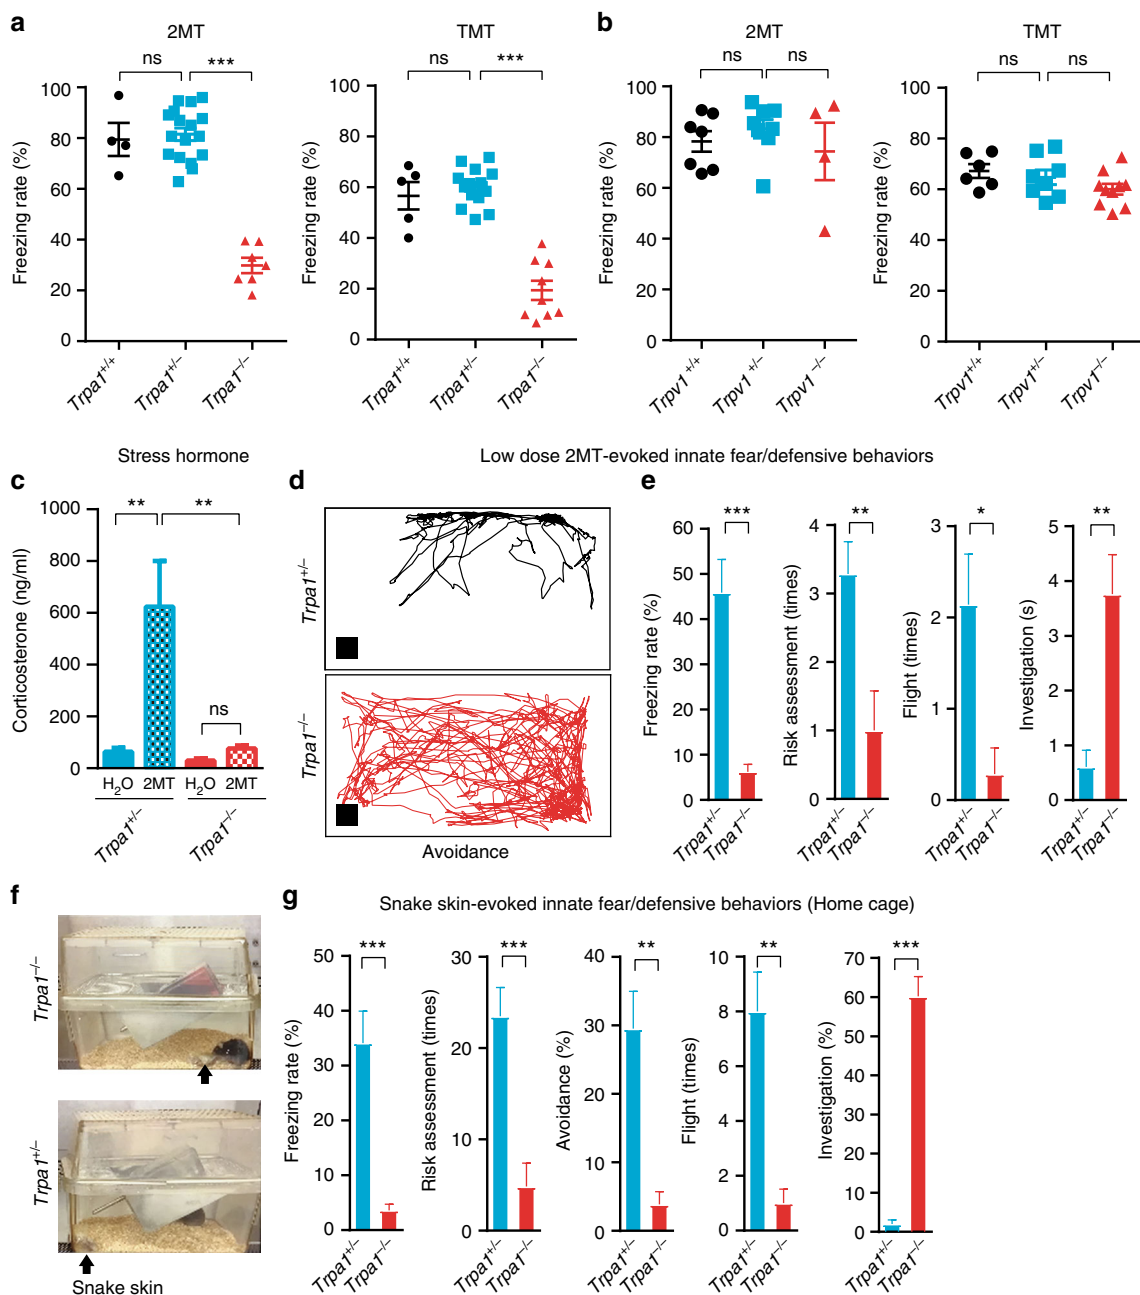 a
2MT
ns
***
Freezing rate (%)
100
80
60
40
20
0
Trpa1+/+
Trpa1+/−
Trpa1−/−
TMT
ns
***
Freezing rate (%)
100
80
60
40
20
0
Trpa1+/+
Trpa1+/−
Trpa1−/−
b
2MT
ns
ns
Freezing rate (%)
100
80
60
40
20
0
Trpv1+/+
Trpv1+/−
Trpv1−/−
TMT
ns
ns
Freezing rate (%)
100
80
60
40
20
0
Trpv1+/+
Trpv1+/−
Trpv1−/−
Stress hormone
c
**
**
ns
Corticosterone (ng/ml)
1000
800
600
400
200
0
H2O 2MT H2O 2MT
Trpa1+/−
Trpa1−/−
Low dose 2MT-evoked innate fear/defensive behaviors
d
Trpa1+/−
Trpa1−/−
Avoidance
e
***
Freezing rate (%)
60
50
40
30
20
10
0
Trpa1+/−
Trpa1−/−
**
Risk assessment (times)
4
3
2
1
0
Trpa1+/−
Trpa1−/−
*
Flight (times)
3
2
1
0
Trpa1+/−
Trpa1−/−
**
Investigation (s)
5
4
3
2
1
0
Trpa1+/−
Trpa1−/−
f
Trpa1−/−
Trpa1+/−
Snake skin
g
Snake skin-evoked innate fear/defensive behaviors (Home cage)
***
Freezing rate (%)
50
40
30
20
10
0
Trpa1+/−
Trpa1−/−
***
Risk assessment (times)
30
20
10
0
Trpa1+/−
Trpa1−/−
**
Avoidance (%)
40
30
20
10
0
Trpa1+/−
Trpa1−/−
**
Flight (times)
10
8
6
4
2
0
Trpa1+/−
Trpa1−/−
***
Investigation (%)
70
60
50
40
30
20
10
0
Trpa1+/−
Trpa1−/−